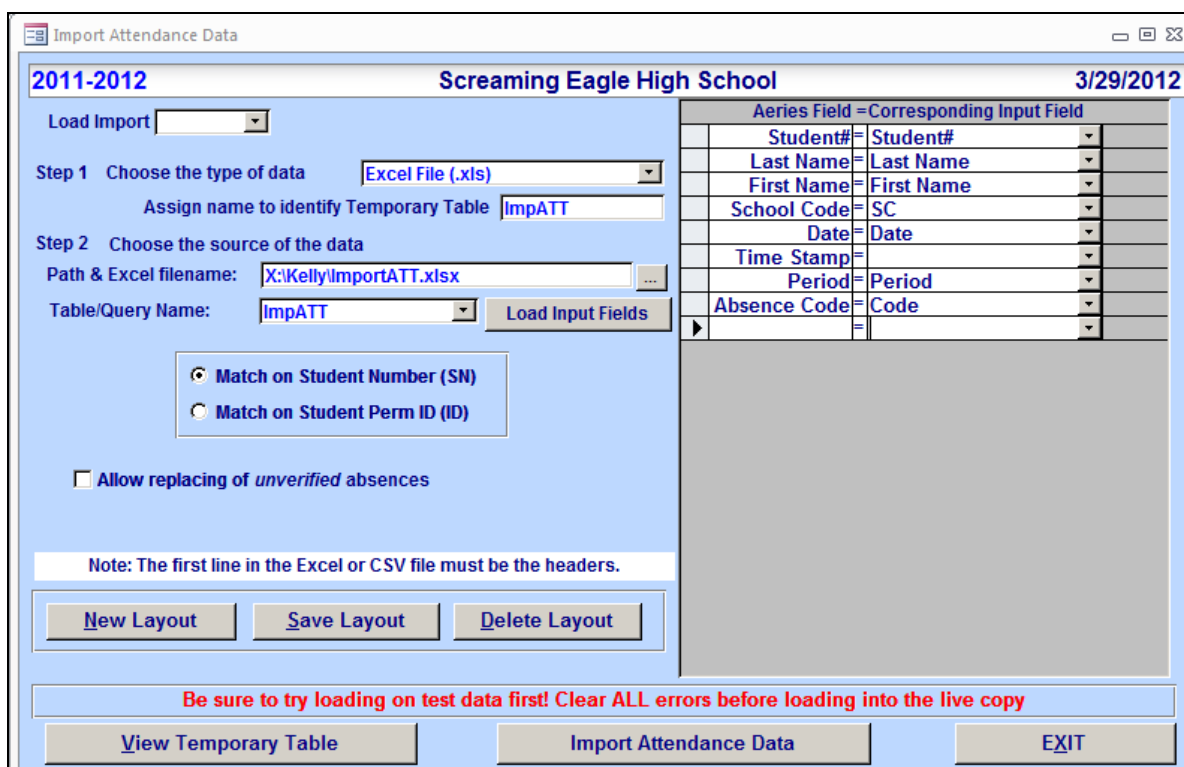 Import Attendance Data
2011-2012 Screaming Eagle High School 3/29/2012
Load Import
Step 1 Choose the type of data Excel File (.xls)
Assign name to identify Temporary Table ImpATT
Step 2 Choose the source of the data
Path & Excel filename: X:\Kelly\ImportATT.xlsx ...
Table/Query Name: ImpATT Load Input Fields
Match on Student Number (SN)
Match on Student Perm ID (ID)
Allow replacing of unverified absences
Note: The first line in the Excel or CSV file must be the headers.
New Layout Save Layout Delete Layout
Aeries Field =Corresponding Input Field
Student#= Student#
Last Name= Last Name
First Name= First Name
School Code= SC
Date= Date
Time Stamp=
Period= Period
Absence Code= Code
=
Be sure to try loading on test data first! Clear ALL errors before loading into the live copy
View Temporary Table Import Attendance Data EXIT